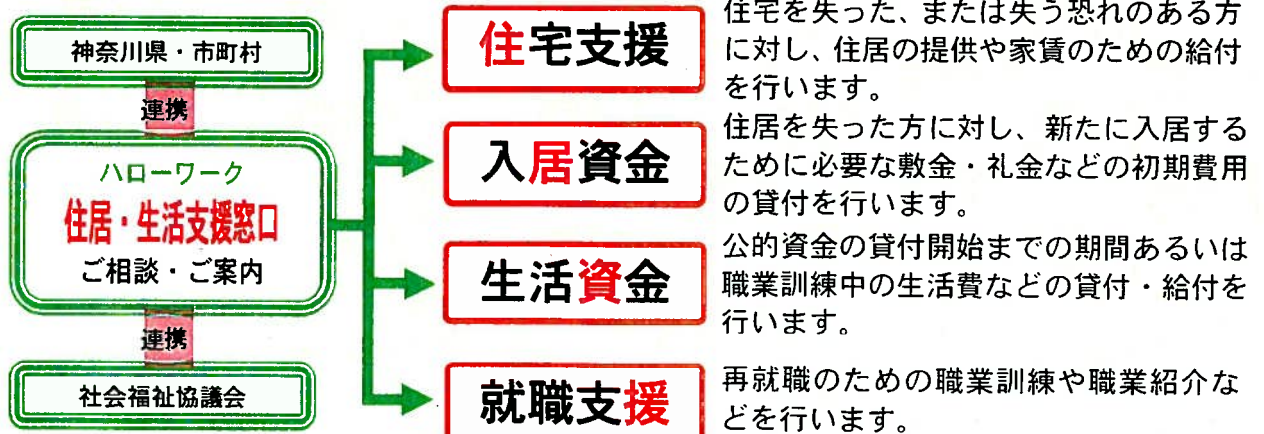 神奈川県・市町村
連携
ハローワーク
住居・生活支援窓口
ご相談・ご案内
連携
社会福祉協議会
住宅支援
住宅を失った、または失う恐れのある方
に対し、住居の提供や家賃のための給付
を行います。
入居資金
住居を失った方に対し、新たに入居する
ために必要な敷金・礼金などの初期費用
の貸付を行います。
生活資金
公的資金の貸付開始までの期間あるいは
職業訓練中の生活費などの貸付・給付を
行います。
就職支援
再就職のための職業訓練や職業紹介な
どを行います。